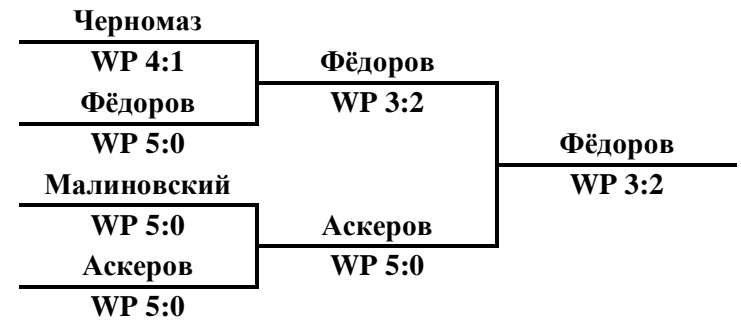 Черномаз
WP 4:1
Фёдоров
WP 5:0
Малиновский
WP 5:0
Аскеров
WP 5:0
Фёдоров
WP 3:2
Аскеров
WP 5:0
Фёдоров
WP 3:2